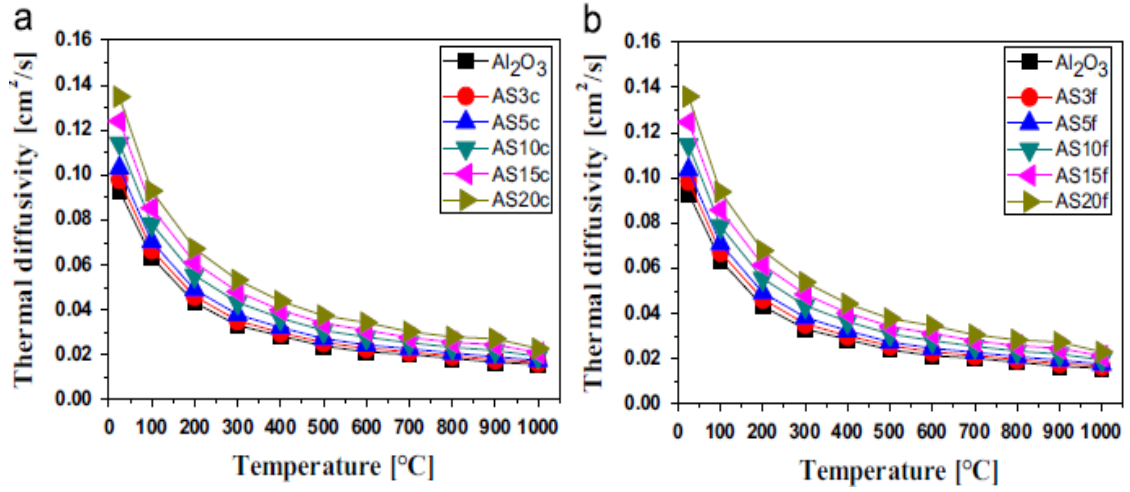 a
Thermal diffusivity [cm²/s]
0.16
0.14
0.12
0.10
0.08
0.06
0.04
0.02
0.00
0 100 200 300 400 500 600 700 800 900 1000
Temperature [°C]
Al₂O₃
AS3c
AS5c
AS10c
AS15c
AS20c
b
Thermal diffusivity [cm²/s]
0.16
0.14
0.12
0.10
0.08
0.06
0.04
0.02
0.00
0 100 200 300 400 500 600 700 800 900 1000
Temperature [°C]
Al₂O₃
AS3f
AS5f
AS10f
AS15f
AS20f